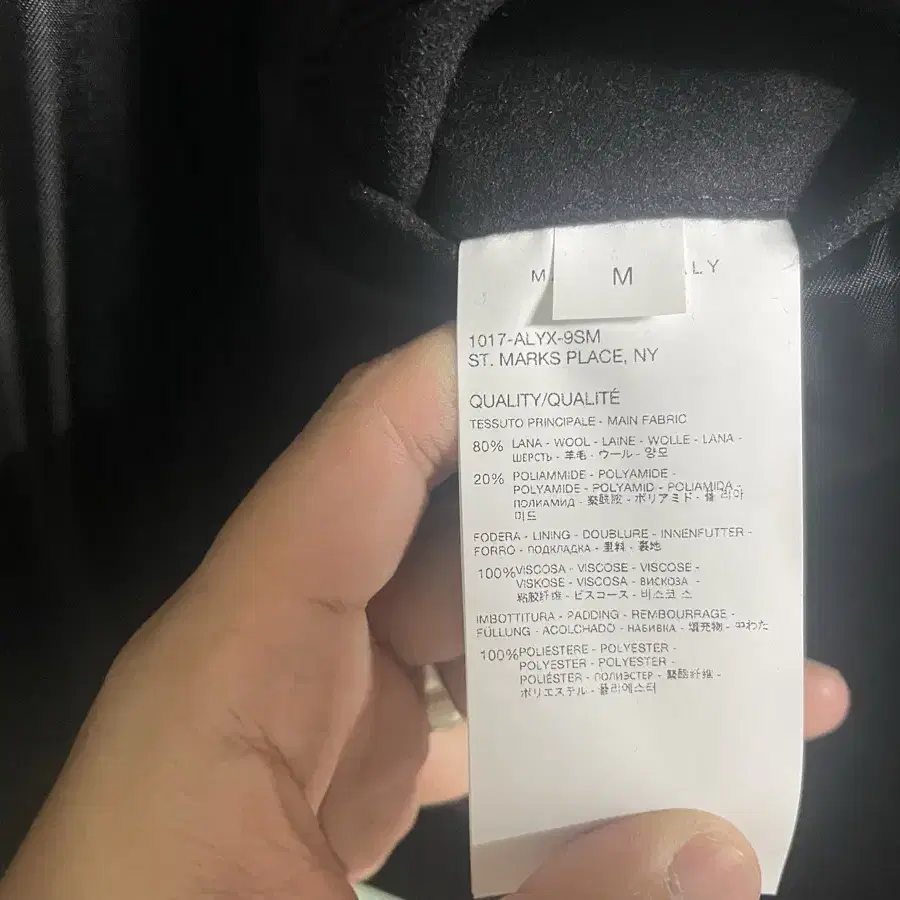 M
1017-ALYX-9SM
ST. MARKS PLACE, NY
QUALITY/QUALITÉ
TESSUTO PRINCIPALE - MAIN FABRIC
80% LANA - WOOL - LAINE - WOLLE - LANA -
ШЕРСТЬ - 羊毛 - ウール - 양모
20% POLIAMMIDE - POLYAMIDE -
POLYAMIDE - POLYAMID - POLIAMIDA -
ПОЛИАМИД - 聚酰胺 - ポリアミド - 폴리아
미드
FODERA - LINING - DOUBLURE - INNENFUTTER -
FORRO - ПОДКЛАДКА - 里料 - 裏地
100% VISCOSA - VISCOSE - VISCOSE -
VISKOSE - VISCOSA - ВИСКОЗА -
粘胶纤维 - ビスコース - 비스코 스
IMBOTTITURA - PADDING - REMBOURRAGE -
FÜLLUNG - ACOLCHADO - НАБИВКА - 填充物 - 中わた
100% POLIESTERE - POLYESTER -
POLYESTER - POLYESTER -
POLIÉSTER - ПОЛИЭСТЕР - 聚酯纤维 -
ポリエステル - 폴리에스터